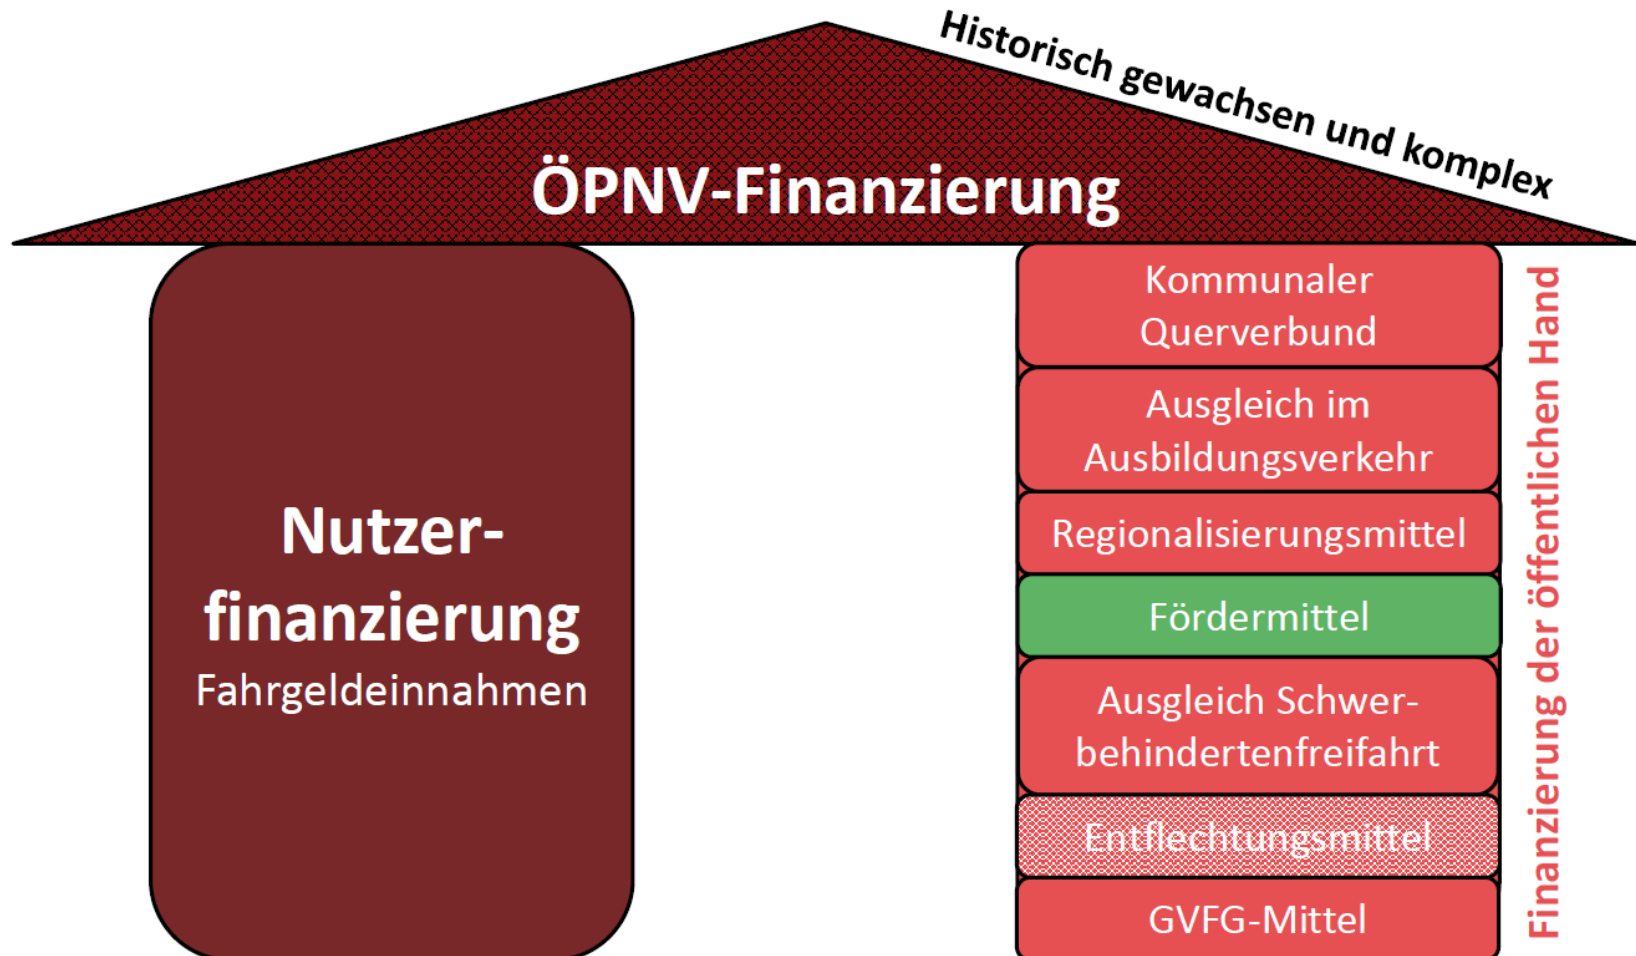 Historisch gewachsen und komplex
ÖPNV-Finanzierung
Nutzer-
finanzierung
Fahrgeldeinnahmen
Kommunaler
Querverbund
Ausgleich im
Ausbildungsverkehr
Regionalisierungsmittel
Fördermittel
Ausgleich Schwer-
behindertenfreifahrt
Entflechtungsmittel
GVFG-Mittel
Finanzierung der öffentlichen Hand